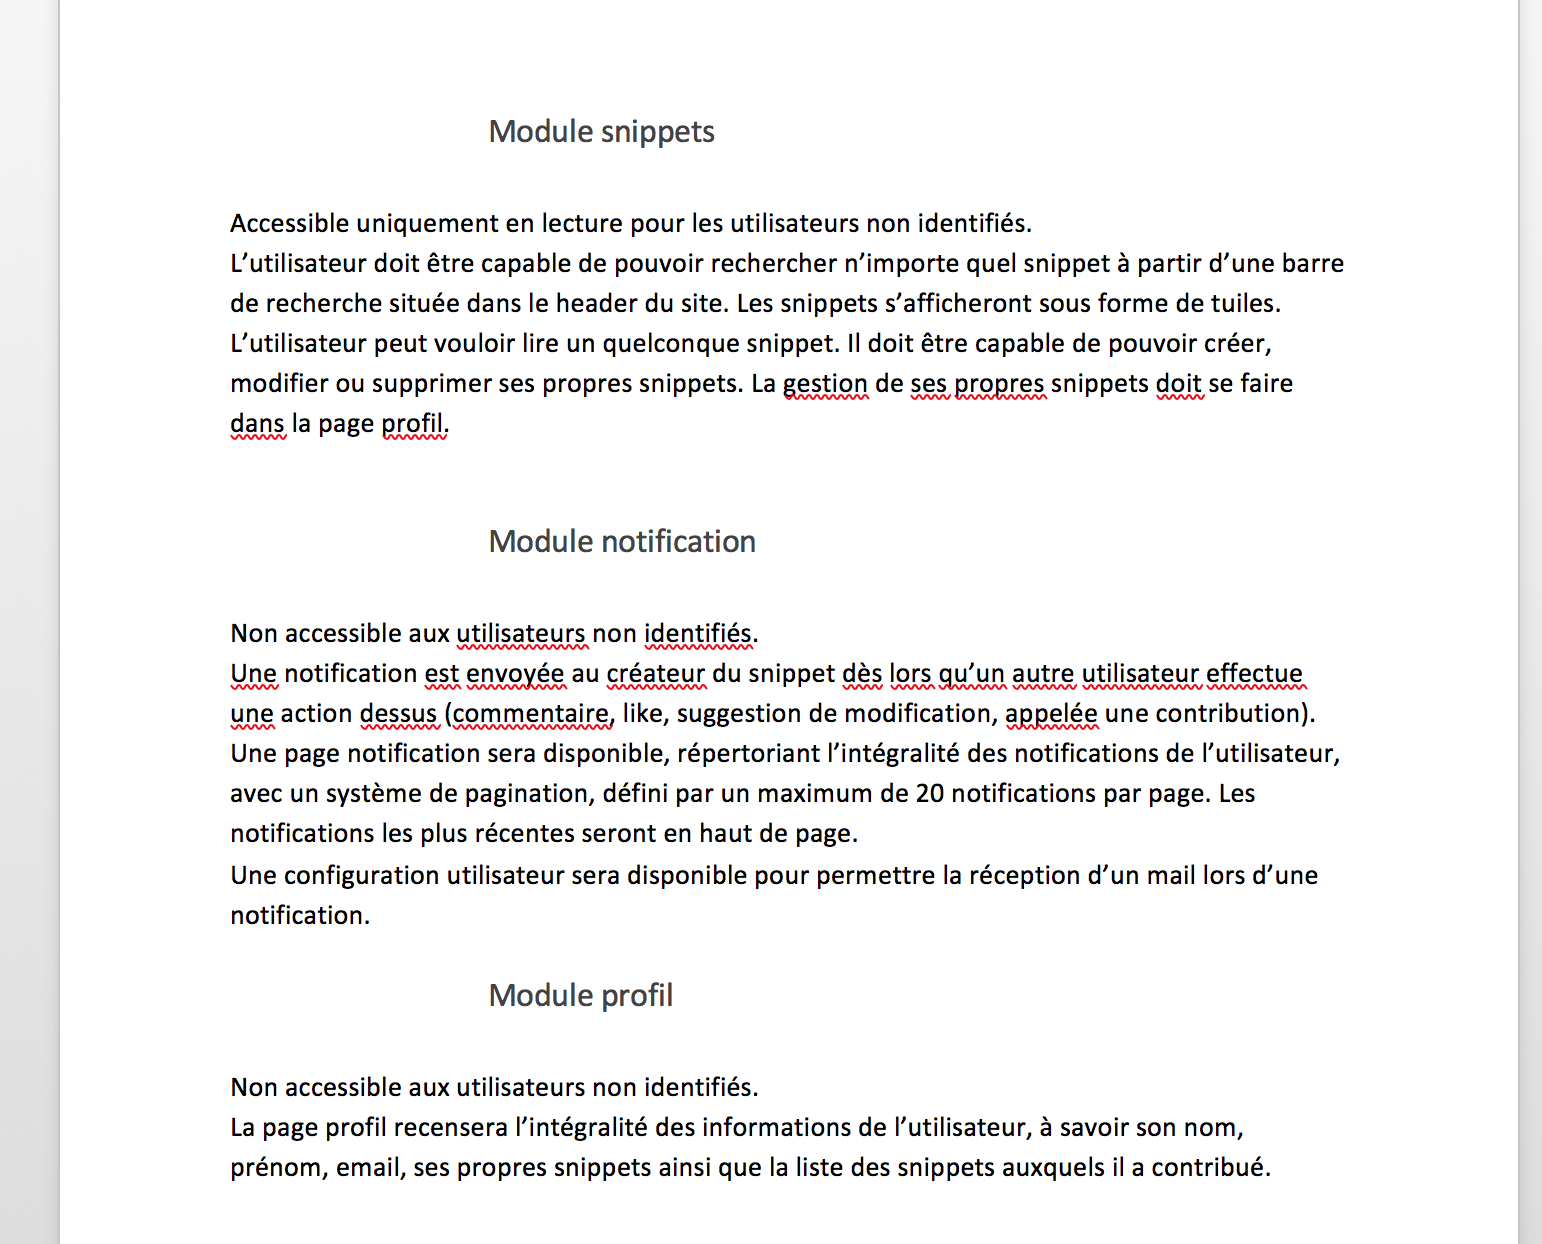 Module snippets
Accessible uniquement en lecture pour les utilisateurs non identifiés.
L’utilisateur doit être capable de pouvoir rechercher n’importe quel snippet à partir d’une barre
de recherche située dans le header du site. Les snippets s’afficheront sous forme de tuiles.
L’utilisateur peut vouloir lire un quelconque snippet. Il doit être capable de pouvoir créer,
modifier ou supprimer ses propres snippets. La gestion de ses propres snippets doit se faire
dans la page profil.
Module notification
Non accessible aux utilisateurs non identifiés.
Une notification est envoyée au créateur du snippet dès lors qu’un autre utilisateur effectue
une action dessus (commentaire, like, suggestion de modification, appelée une contribution).
Une page notification sera disponible, répertoriant l’intégralité des notifications de l’utilisateur,
avec un système de pagination, défini par un maximum de 20 notifications par page. Les
notifications les plus récentes seront en haut de page.
Une configuration utilisateur sera disponible pour permettre la réception d’un mail lors d’une
notification.
Module profil
Non accessible aux utilisateurs non identifiés.
La page profil recensera l’intégralité des informations de l’utilisateur, à savoir son nom,
prénom, email, ses propres snippets ainsi que la liste des snippets auxquels il a contribué.